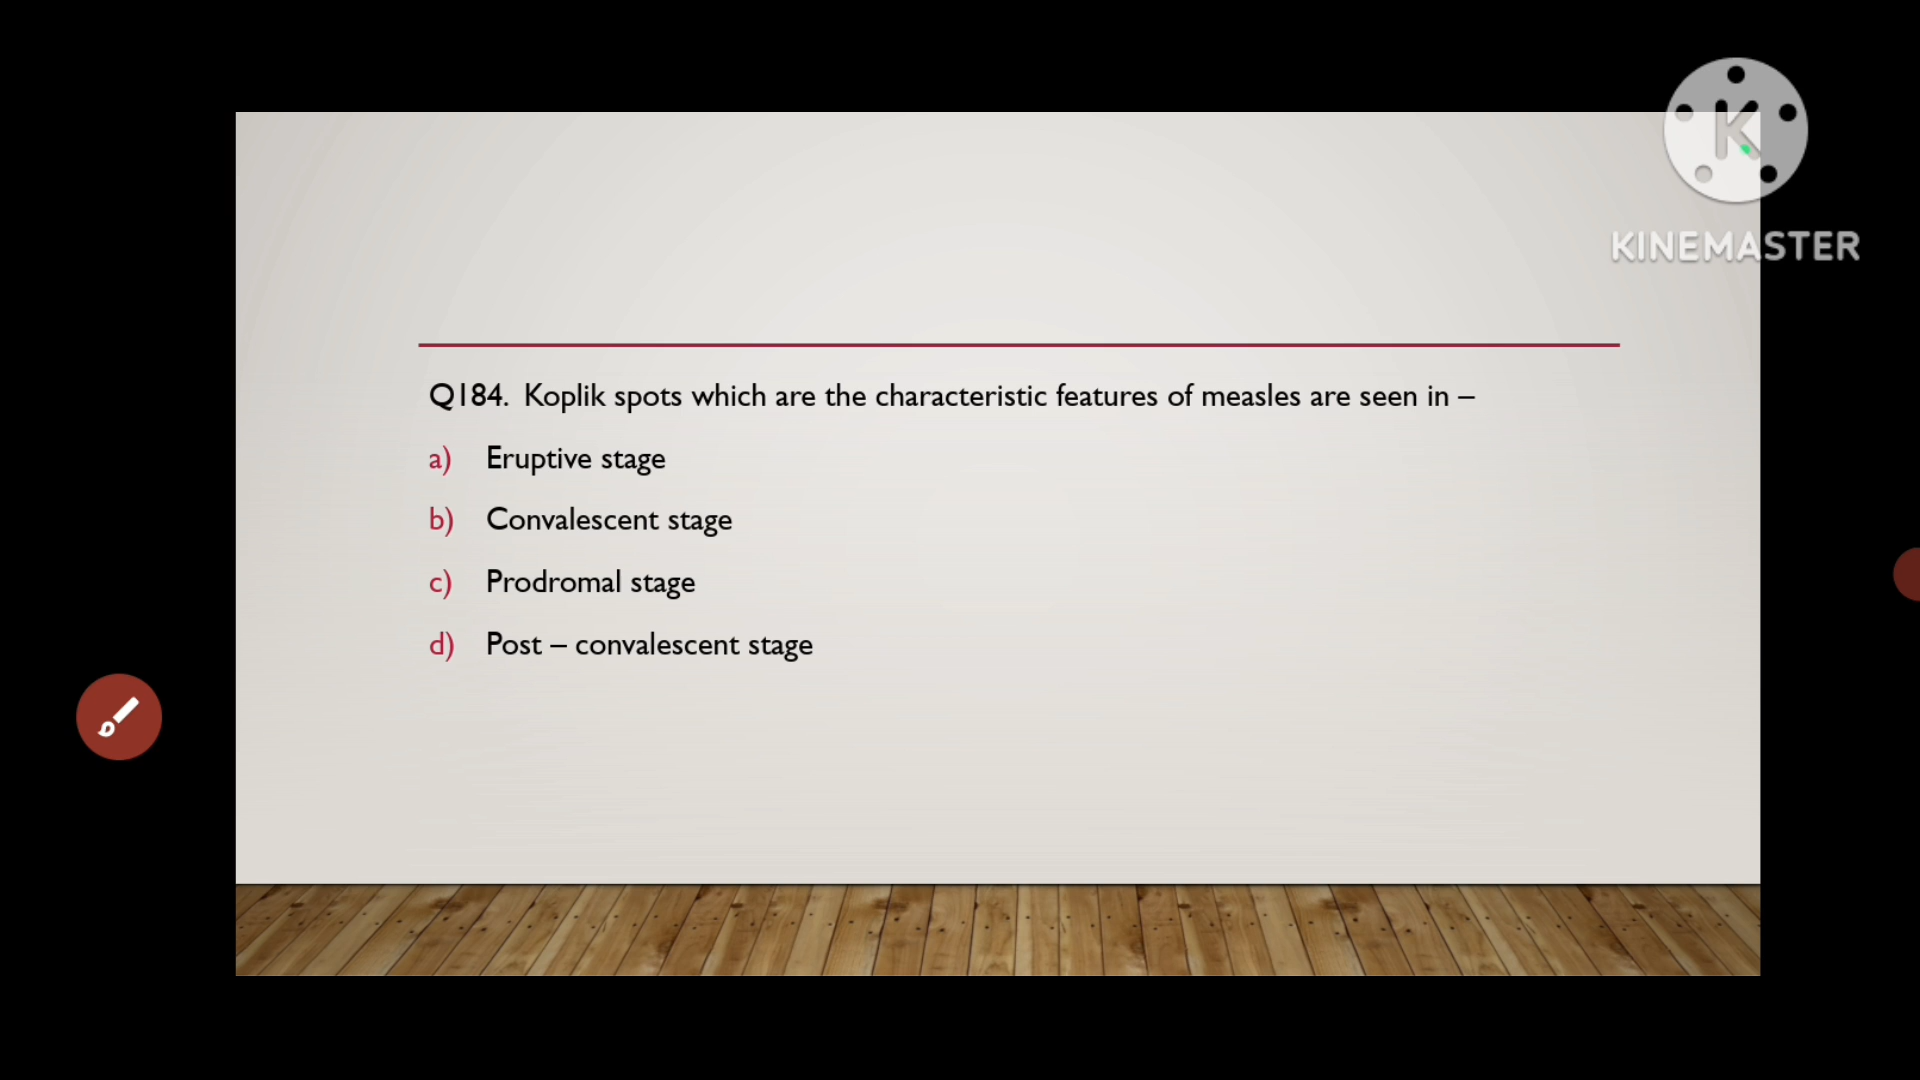 KINEMASTER
Q184. Koplik spots which are the characteristic features of measles are seen in –
a) Eruptive stage
b) Convalescent stage
c) Prodromal stage
d) Post – convalescent stage